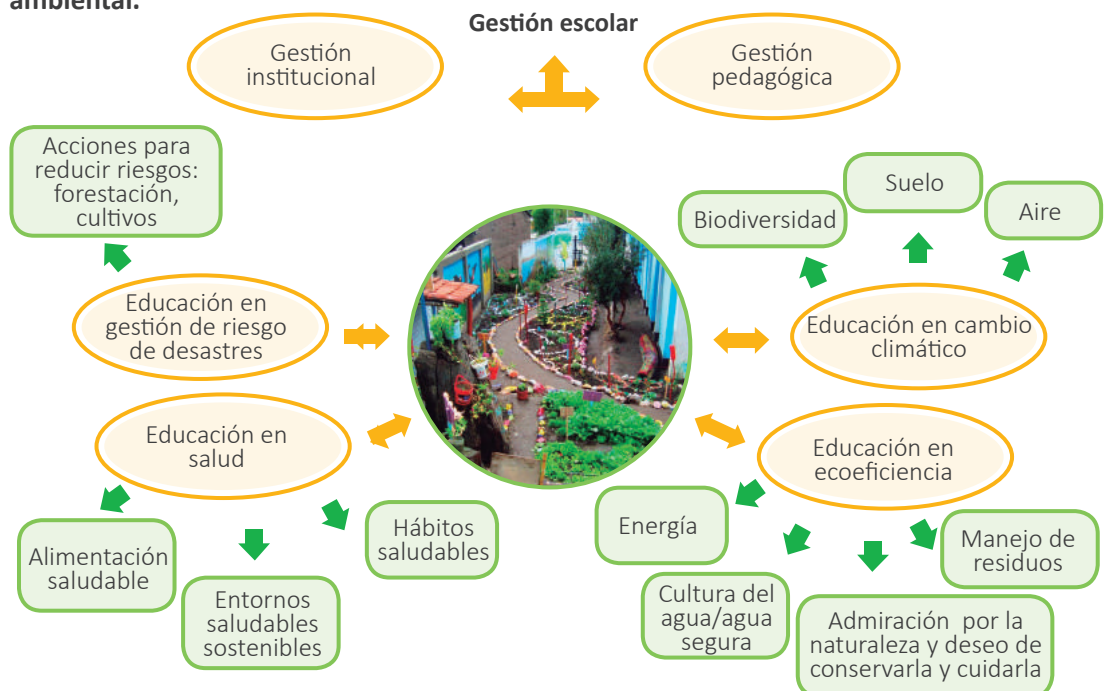 ambiental.
Gestión escolar
Gestión
institucional
Gestión
pedagógica
Acciones para
reducir riesgos:
forestación,
cultivos
Biodiversidad
Suelo
Aire
Educación en
gestión de riesgo
de desastres
Educación en cambio
climático
Educación en
salud
Educación en
ecoeficiencia
Alimentación
saludable
Entornos
saludables
sostenibles
Hábitos
saludables
Energía
Cultura del
agua/agua
segura
Admiración por la
naturaleza y deseo de
conservarla y cuidarla
Manejo de
residuos